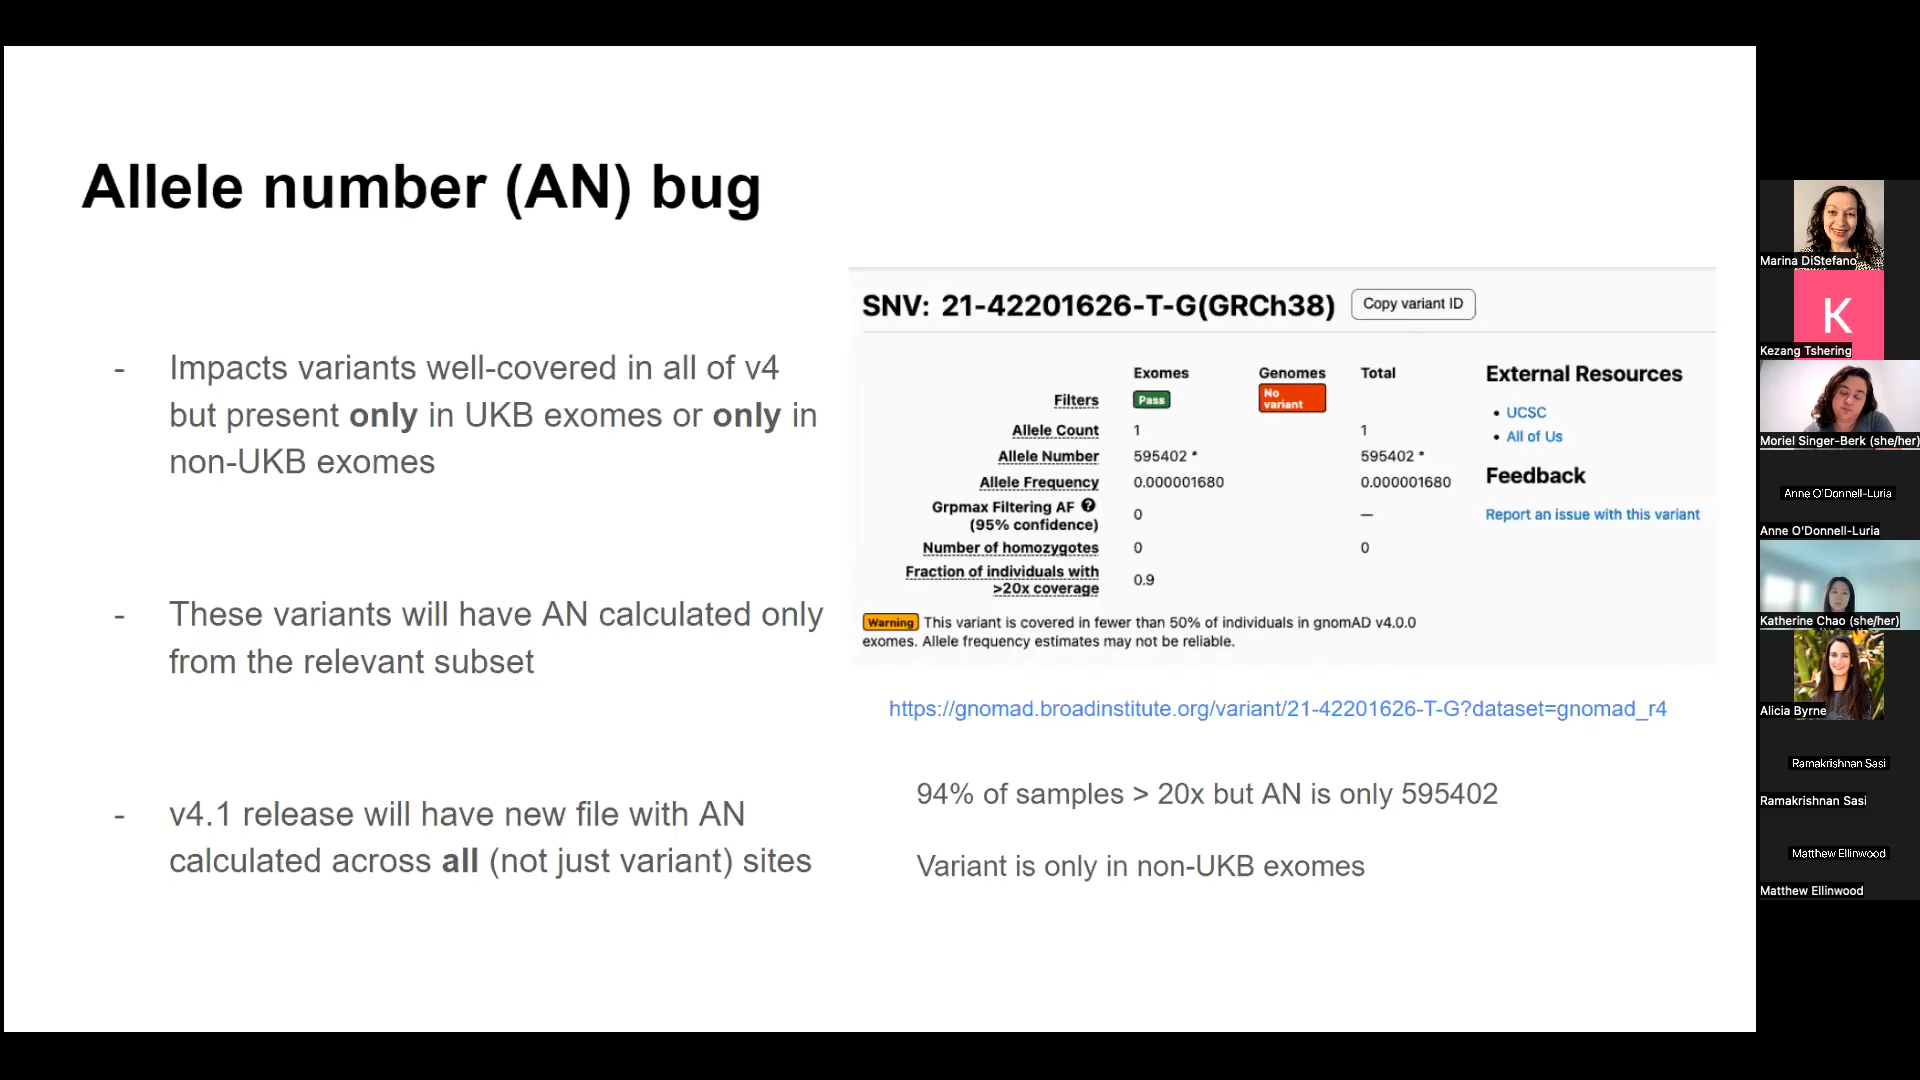 Allele number (AN) bug
- Impacts variants well-covered in all of v4
but present only in UKB exomes or only in
non-UKB exomes
- These variants will have AN calculated only
from the relevant subset
- v4.1 release will have new file with AN
calculated across all (not just variant) sites
SNV: 21-42201626-T-G(GRCh38) Copy variant ID
Exomes Genomes Total
Filters Pass No variant
Allele Count 1 1
Allele Number 595402 * 595402 *
Allele Frequency 0.000001680 0.000001680
Grpmax Filtering AF ?
(95% confidence) 0 —
Number of homozygotes 0 0
Fraction of individuals with
>20x coverage 0.9
External Resources
• UCSC
• All of Us
Feedback
Report an issue with this variant
Warning This variant is covered in fewer than 50% of individuals in gnomAD v4.0.0
exomes. Allele frequency estimates may not be reliable.
https://gnomad.broadinstitute.org/variant/21-42201626-T-G?dataset=gnomad_r4
94% of samples > 20x but AN is only 595402
Variant is only in non-UKB exomes
Marina DiStefano
K
Kezang Tshering
Moriel Singer-Berk (she/her)
Anne O'Donnell-Luria
Anne O'Donnell-Luria
Katherine Chao (she/her)
Alicia Byrne
Ramakrishnan Sasi
Ramakrishnan Sasi
Matthew Ellinwood
Matthew Ellinwood